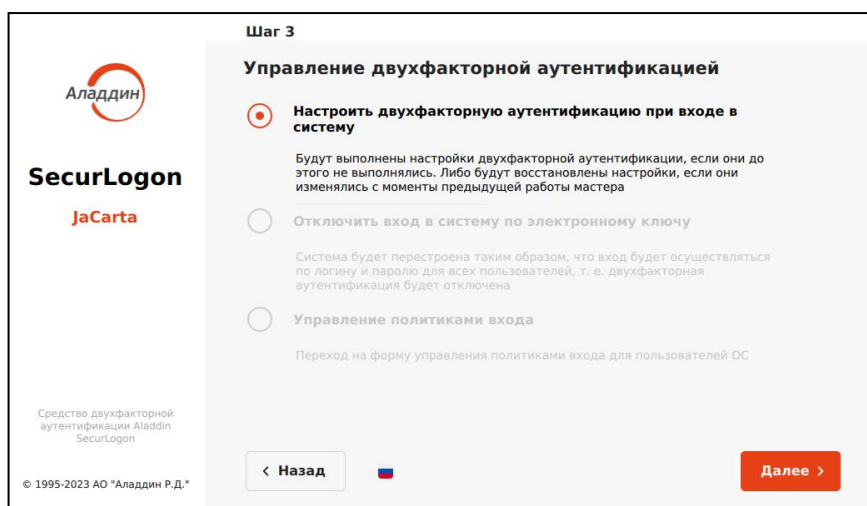 Шаг 3
Аладдин
SecurLogon
JaCarta
Средство двухфакторной
аутентификации Aladdin
SecurLogon
© 1995-2023 АО "Аладдин Р.Д."
Управление двухфакторной аутентификацией
Настроить двухфакторную аутентификацию при входе в
систему
Будут выполнены настройки двухфакторной аутентификации, если они до
этого не выполнялись. Либо будут восстановлены настройки, если они
изменялись с моменты предыдущей работы мастера
Отключить вход в систему по электронному ключу
Система будет перестроена таким образом, что вход будет осуществляться
по логину и паролю для всех пользователей, т. е. двухфакторная
аутентификация будет отключена
Управление политиками входа
Переход на форму управления политиками входа для пользователей ОС
Назад
Далее